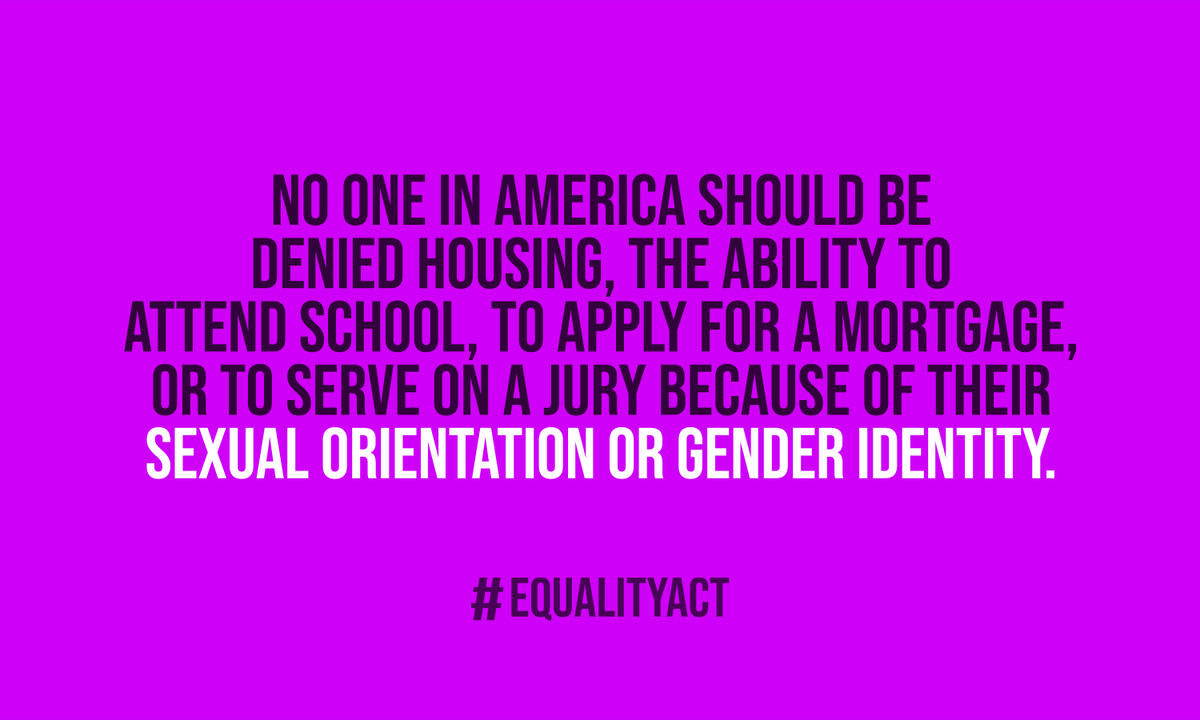 NO ONE IN AMERICA SHOULD BE
DENIED HOUSING, THE ABILITY TO
ATTEND SCHOOL, TO APPLY FOR A MORTGAGE,
OR TO SERVE ON A JURY BECAUSE OF THEIR
SEXUAL ORIENTATION OR GENDER IDENTITY.
#EQUALITYACT